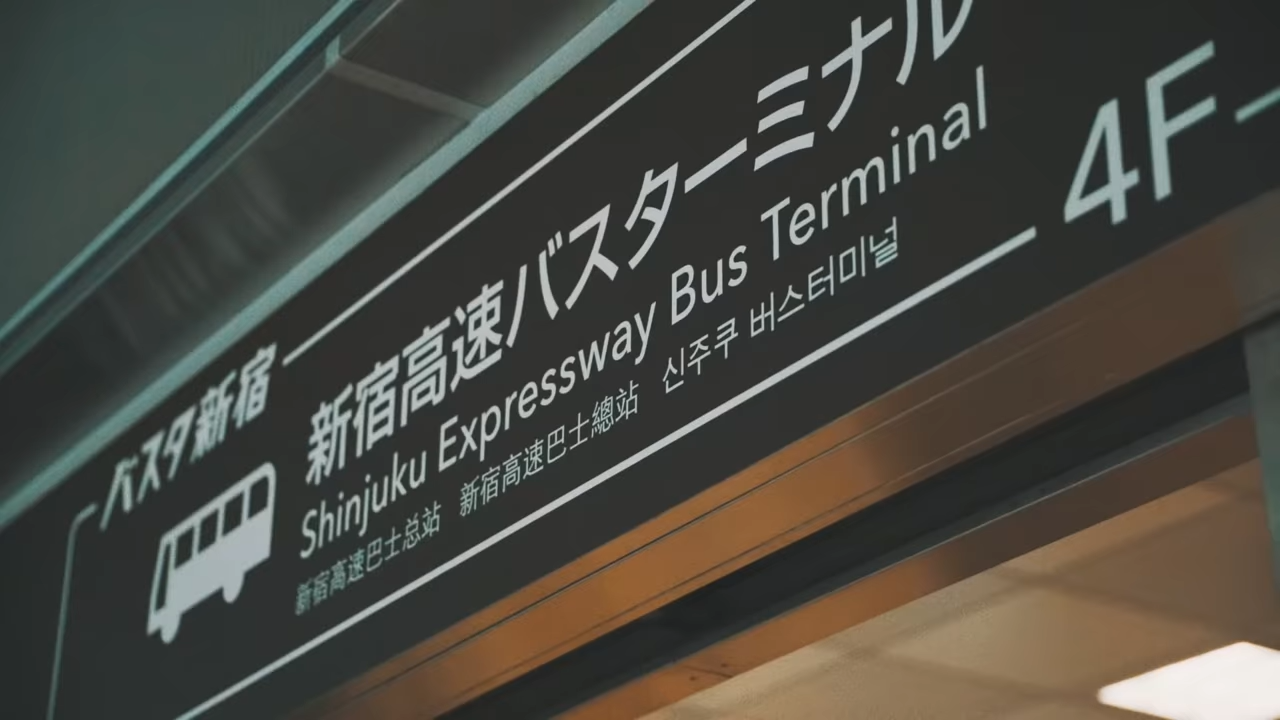 バスタ新宿
新宿高速バスターミナル
Shinjuku Expressway Bus Terminal
新宿高速巴士总站 新宿高速巴士總站 신주쿠 버스터미널
4F